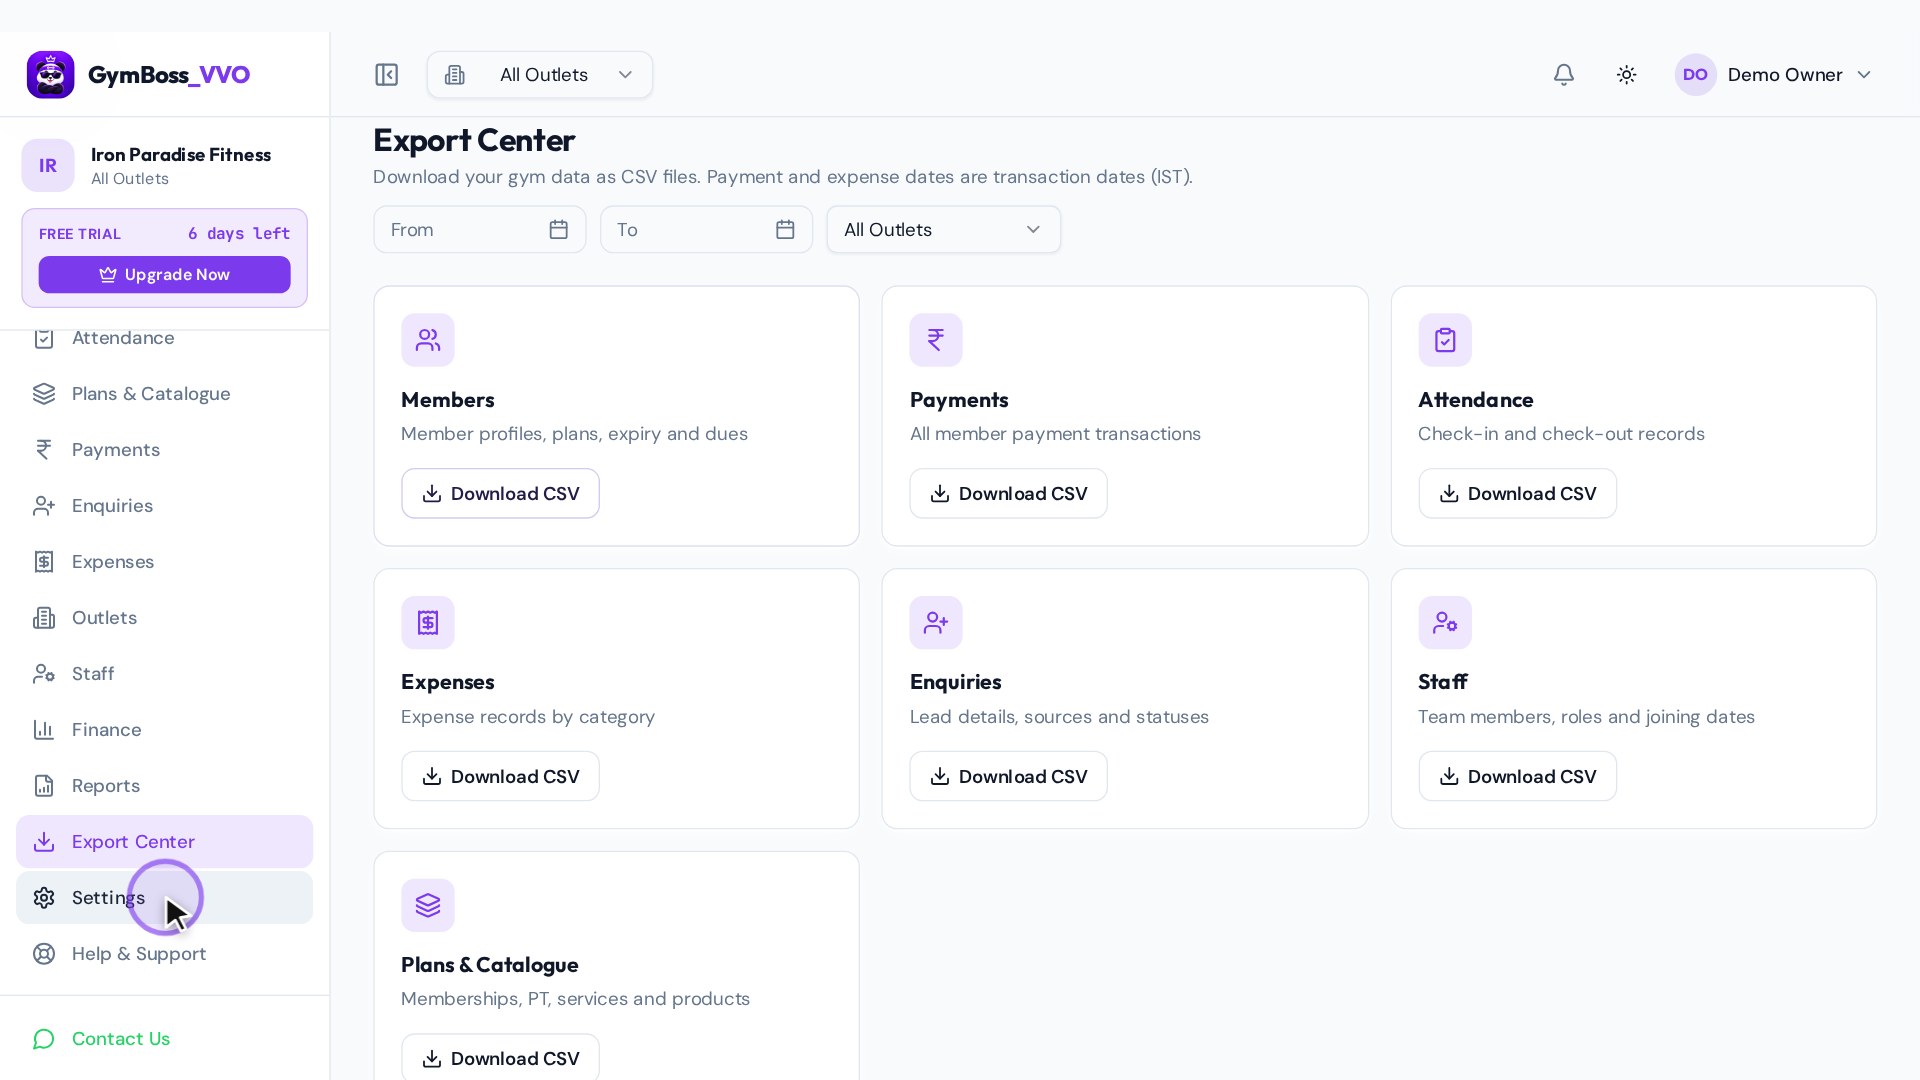 GymBoss_VVO
All Outlets
DO
Demo Owner
IR
Iron Paradise Fitness
All Outlets
FREE TRIAL
6 days left
Upgrade Now
Attendance
Plans & Catalogue
Payments
Enquiries
Expenses
Outlets
Staff
Finance
Reports
Export Center
Settings
Help & Support
Contact Us
Export Center
Download your gym data as CSV files. Payment and expense dates are transaction dates (IST).
From
To
All Outlets
Members
Member profiles, plans, expiry and dues
Download CSV
Payments
All member payment transactions
Download CSV
Attendance
Check-in and check-out records
Download CSV
Expenses
Expense records by category
Download CSV
Enquiries
Lead details, sources and statuses
Download CSV
Staff
Team members, roles and joining dates
Download CSV
Plans & Catalogue
Memberships, PT, services and products
Download CSV